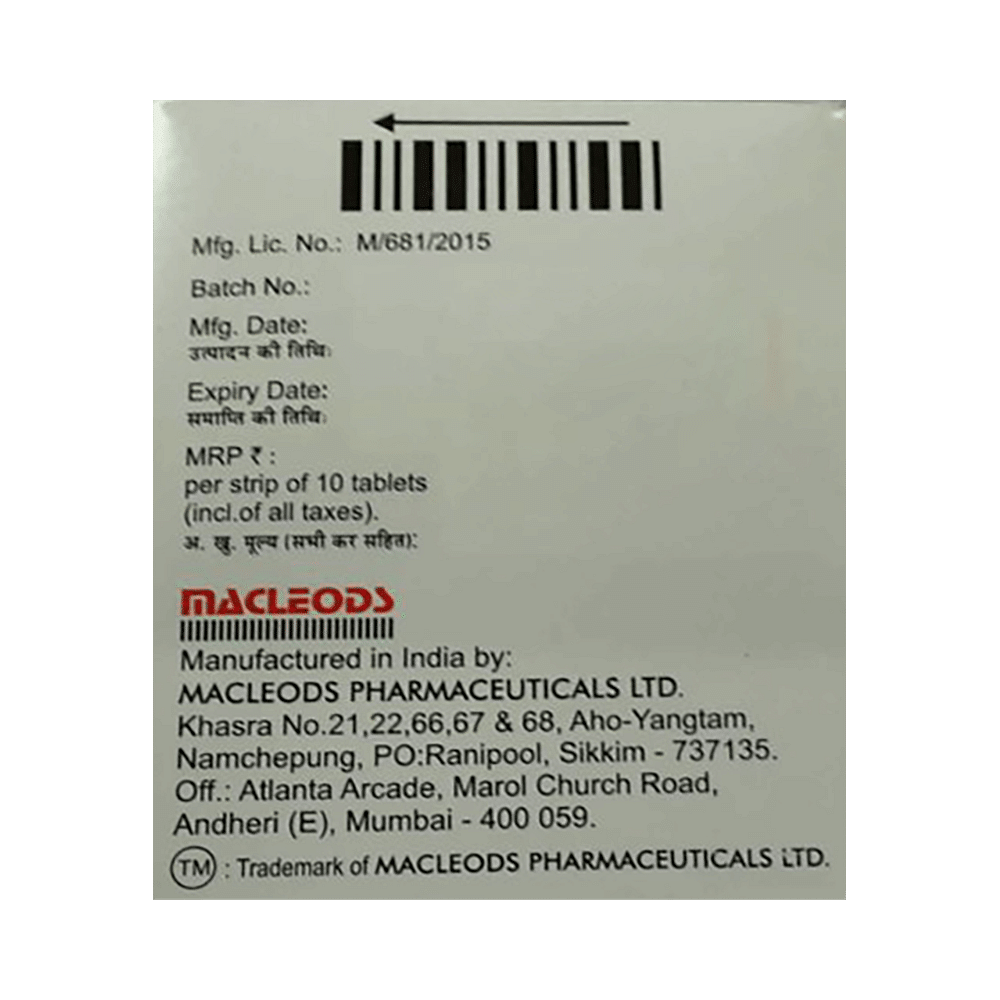 Mfg. Lic. No.: M/681/2015
Batch No.:
Mfg. Date:
उत्पादन की तिथि:
Expiry Date:
समाप्ति की तिथि:
MRP ₹ :
per strip of 10 tablets
(incl.of all taxes).
अ. खु. मूल्य (सभी कर सहित):
MACLEODS
Manufactured in India by:
MACLEODS PHARMACEUTICALS LTD.
Khasra No.21,22,66,67 & 68, Aho-Yangtam,
Namchepung, PO:Ranipool, Sikkim - 737135.
Off.: Atlanta Arcade, Marol Church Road,
Andheri (E), Mumbai - 400 059.
TM : Trademark of MACLEODS PHARMACEUTICALS LTD.